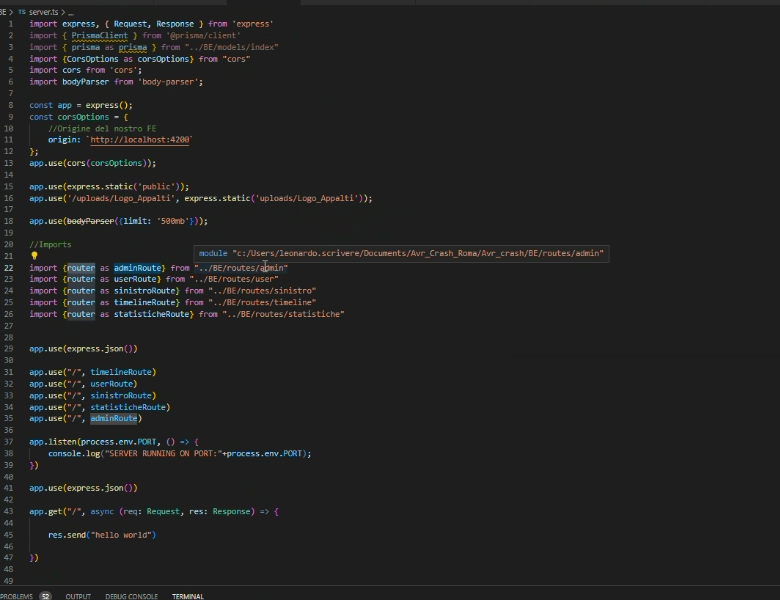 BE > TS server.ts > ...
1 import express, { Request, Response } from 'express'
2 import { PrismaClient } from '@prisma/client'
3 import { prisma as prisma } from "../BE/models/index"
4 import {CorsOptions as corsOptions} from "cors"
5 import cors from 'cors';
6 import bodyParser from 'body-parser';
7
8 const app = express();
9 const corsOptions = {
10 //Origine del nostro FE
11 origin: `http://localhost:4200`
12 };
13 app.use(cors(corsOptions));
14
15 app.use(express.static('public'));
16 app.use('/uploads/Logo_Appalti', express.static('uploads/Logo_Appalti'));
17
18 app.use(bodyParser({limit: '500mb'}));
19
20 //Imports
21
module "c:/Users/leonardo.scrivere/Documents/Avr_Crash_Roma/Avr_crash/BE/routes/admin"
22 import {router as adminRoute} from "../BE/routes/admin"
23 import {router as userRoute} from "../BE/routes/user"
24 import {router as sinistroRoute} from "../BE/routes/sinistro"
25 import {router as timelineRoute} from "../BE/routes/timeline"
26 import {router as statisticheRoute} from "../BE/routes/statistiche"
27
28
29 app.use(express.json())
30
31 app.use("/", timelineRoute)
32 app.use("/", userRoute)
33 app.use("/", sinistroRoute)
34 app.use("/", statisticheRoute)
35 app.use("/", adminRoute)
36
37 app.listen(process.env.PORT, () => {
38 console.log("SERVER RUNNING ON PORT:"+process.env.PORT);
39 })
40
41 app.use(express.json())
42
43 app.get("/", async (req: Request, res: Response) => {
44
45 res.send("hello world")
46
47 })
48
49
PROBLEMS 52 OUTPUT DEBUG CONSOLE TERMINAL